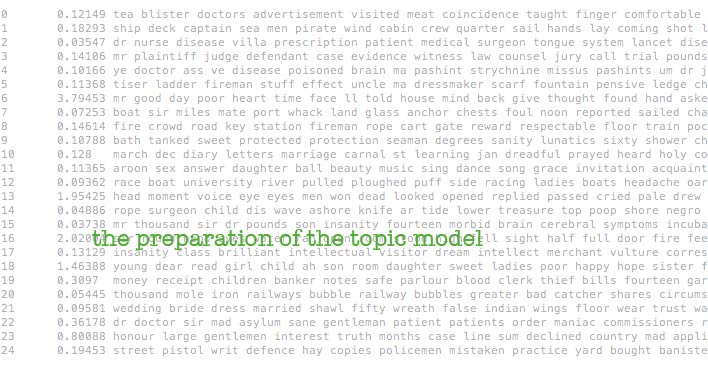 0 0.12149 tea blister doctors advertisement visited meat coincidence taught finger comfortable
1 0.18293 ship deck captain sea men pirate wind cabin crew quarter sail hands lay coming shot l
2 0.03547 dr nurse disease villa prescription patient medical surgeon tongue system lancet dise
3 0.14106 mr plaintiff judge defendant case evidence witness law counsel jury call trial pounds
4 0.10166 ye doctor ass ve disease poisoned brain ma pashint strychnine missus pashints um dr j
5 0.11368 tiser ladder fireman stuff effect uncle ma dressmaker scarf fountain pensive ledge ch
6 3.79453 mr good day poor heart time face ll told house mind back give thought found hand aske
7 0.07253 boat sir miles mate port whack land glass anchor chests foul noon reported sailed cha
8 0.14614 fire crowd road key station fireman rope cart gate reward respectable floor train poc
9 0.10788 bath tanked sweet protected protection seaman degrees sanity lunatics sixty shower ch
10 0.128 march dec diary letters marriage carnal st learning jan dreadful prayed heard holy co
11 0.11365 aroon sex answer daughter ball beauty music sing dance song grace invitation acquaint
12 0.09362 race boat university river pulled ploughed puff side racing ladies boats headache oar
13 1.95425 head moment voice eye eyes men won dead looked opened replied passed cried pale drew
14 0.04886 rope surgeon child dis wave ashore knife ar tide lower treasure top poop shore negro
15 0.03738 mr thousand sir dr pounds son insanity fourteen morbid brain cerebral symptoms incuba
the preparation of the topic model
16 sight half full door fire fee
17 0.13129 insanity class brilliant intellectual visitor dream intellect merchant vulture corres
18 1.46388 young dear read girl child ah son room daughter sweet ladies poor happy hope sister f
19 0.3097 money receipt children banker notes safe parlour blood clerk thief bills fourteen gar
20 0.05445 thousand mole iron railways bubble railway bubbles greater bad catcher shares circums
21 0.09581 wedding bride dress married shawl fifty wreath false indian wings floor wear trust wa
22 0.36178 dr doctor sir mad asylum sane gentleman patient patients order maniac commissioners r
23 0.80088 honour large gentlemen interest truth months case line sum declined country mad appli
24 0.19453 street pistol writ defence hay copies policemen mistaken practice yard bought baniste